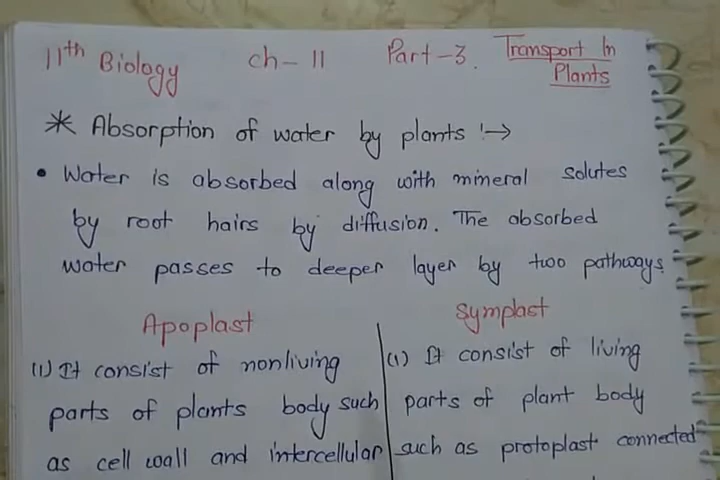 11th Biology ch-11 Part-3. Transport In Plants
* Absorption of water by plants :→
• Water is absorbed along with mineral solutes
by root hairs by diffusion. The absorbed
water passes to deeper layer by two pathways
Apoplast
(1) It consist of nonliving
parts of plants body such
as cell wall and intercellular
Symplast
(1) It consist of living
parts of plant body
such as protoplast connected